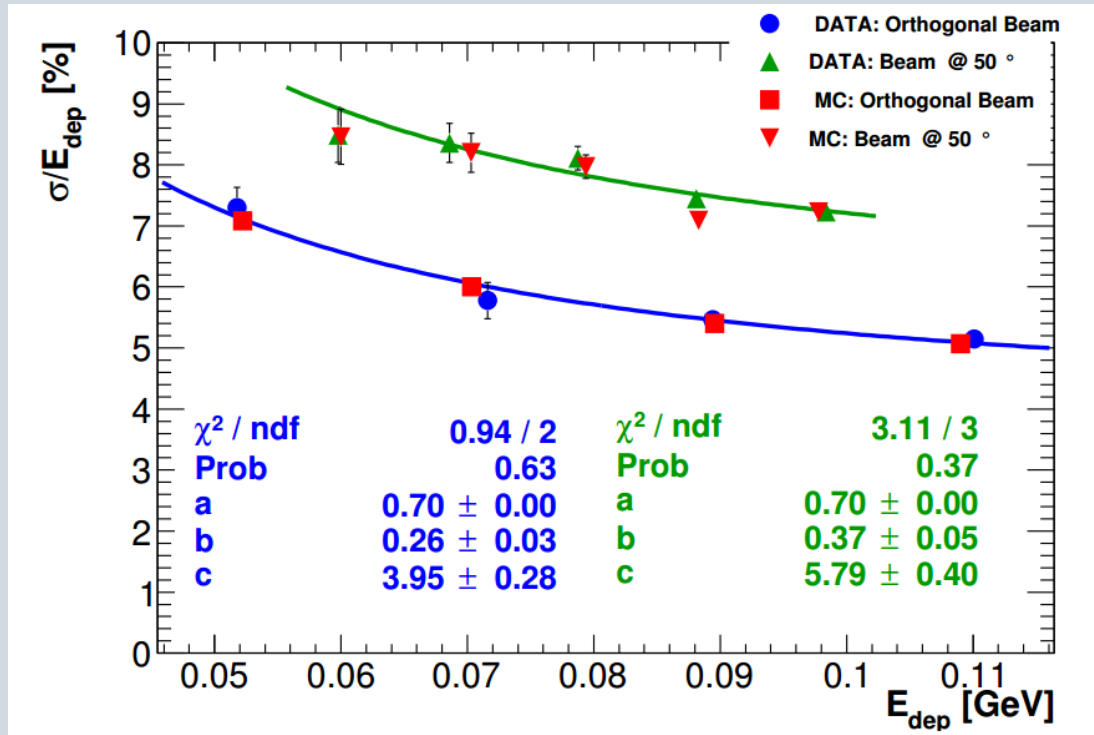 DATA: Orthogonal Beam
DATA: Beam @ 50 °
MC: Orthogonal Beam
MC: Beam @ 50 °
σ/E_dep [%]
10
9
8
7
6
5
4
3
2
1
0
χ² / ndf 0.94 / 2
Prob 0.63
a 0.70 ± 0.00
b 0.26 ± 0.03
c 3.95 ± 0.28
χ² / ndf 3.11 / 3
Prob 0.37
a 0.70 ± 0.00
b 0.37 ± 0.05
c 5.79 ± 0.40
0.05 0.06 0.07 0.08 0.09 0.1 0.11
E_dep [GeV]